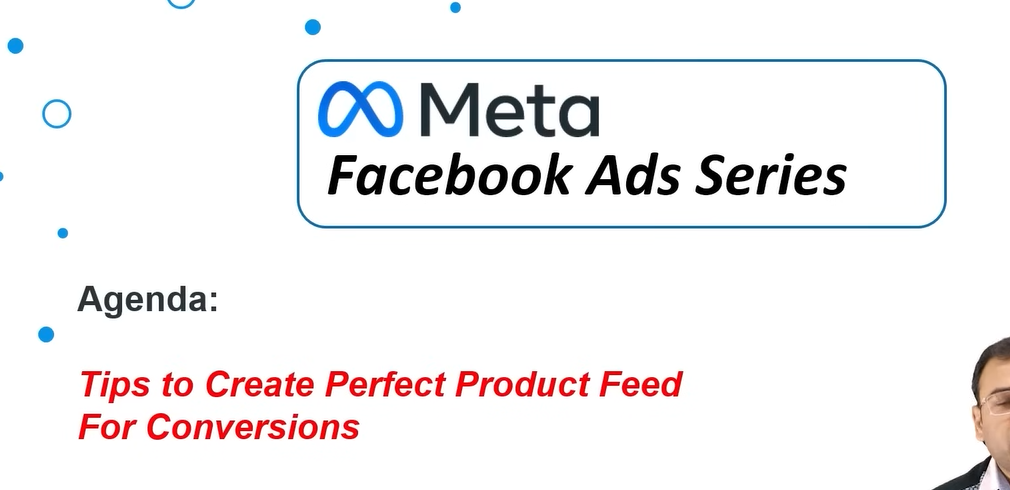 Meta
Facebook Ads Series
Agenda:
Tips to Create Perfect Product Feed
For Conversions